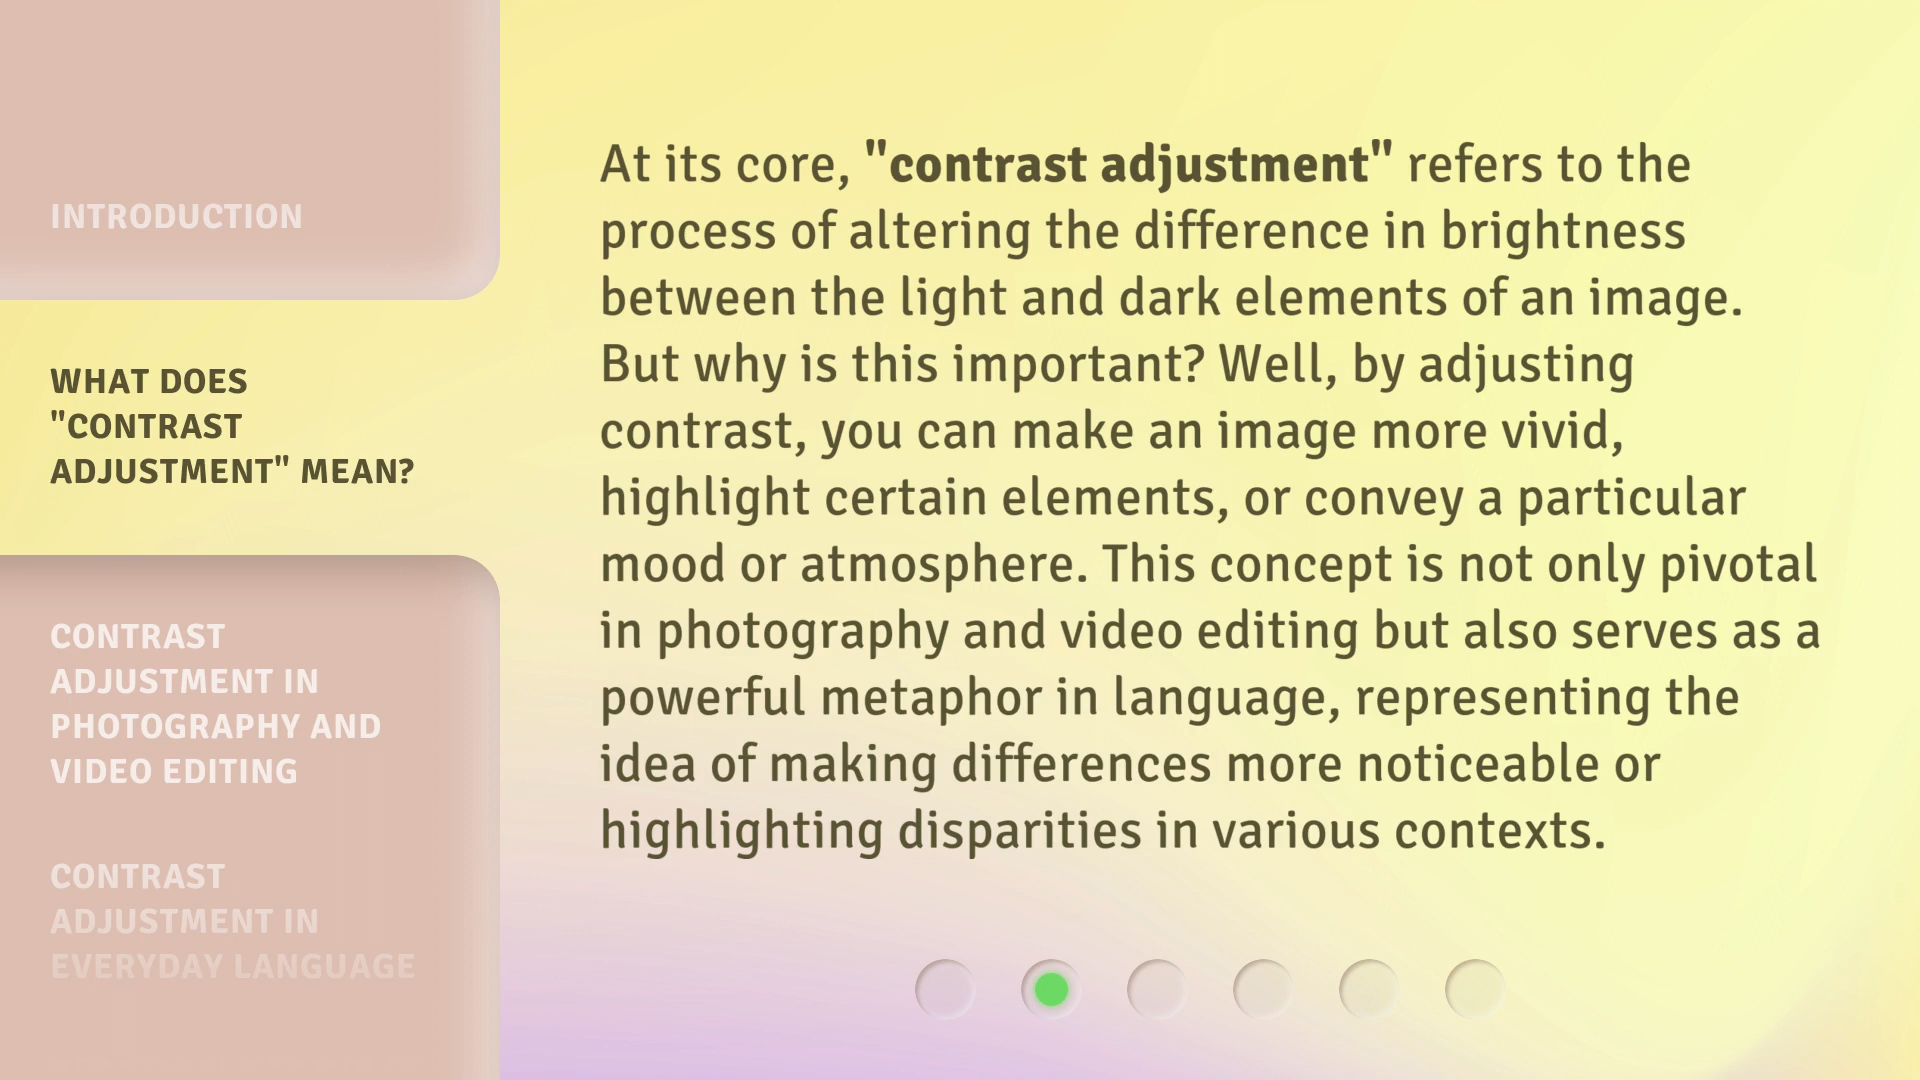 INTRODUCTION
WHAT DOES
"CONTRAST
ADJUSTMENT" MEAN?
CONTRAST
ADJUSTMENT IN
PHOTOGRAPHY AND
VIDEO EDITING
CONTRAST
ADJUSTMENT IN
EVERYDAY LANGUAGE
At its core, "contrast adjustment" refers to the
process of altering the difference in brightness
between the light and dark elements of an image.
But why is this important? Well, by adjusting
contrast, you can make an image more vivid,
highlight certain elements, or convey a particular
mood or atmosphere. This concept is not only pivotal
in photography and video editing but also serves as a
powerful metaphor in language, representing the
idea of making differences more noticeable or
highlighting disparities in various contexts.